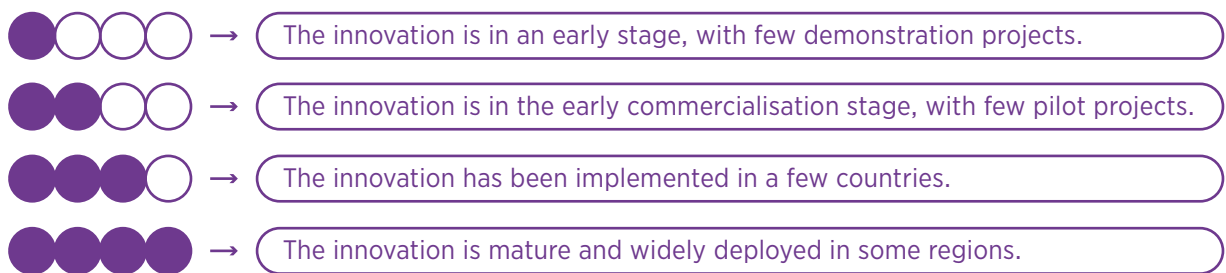 The innovation is in an early stage, with few demonstration projects.
The innovation is in the early commercialisation stage, with few pilot projects.
The innovation has been implemented in a few countries.
The innovation is mature and widely deployed in some regions.